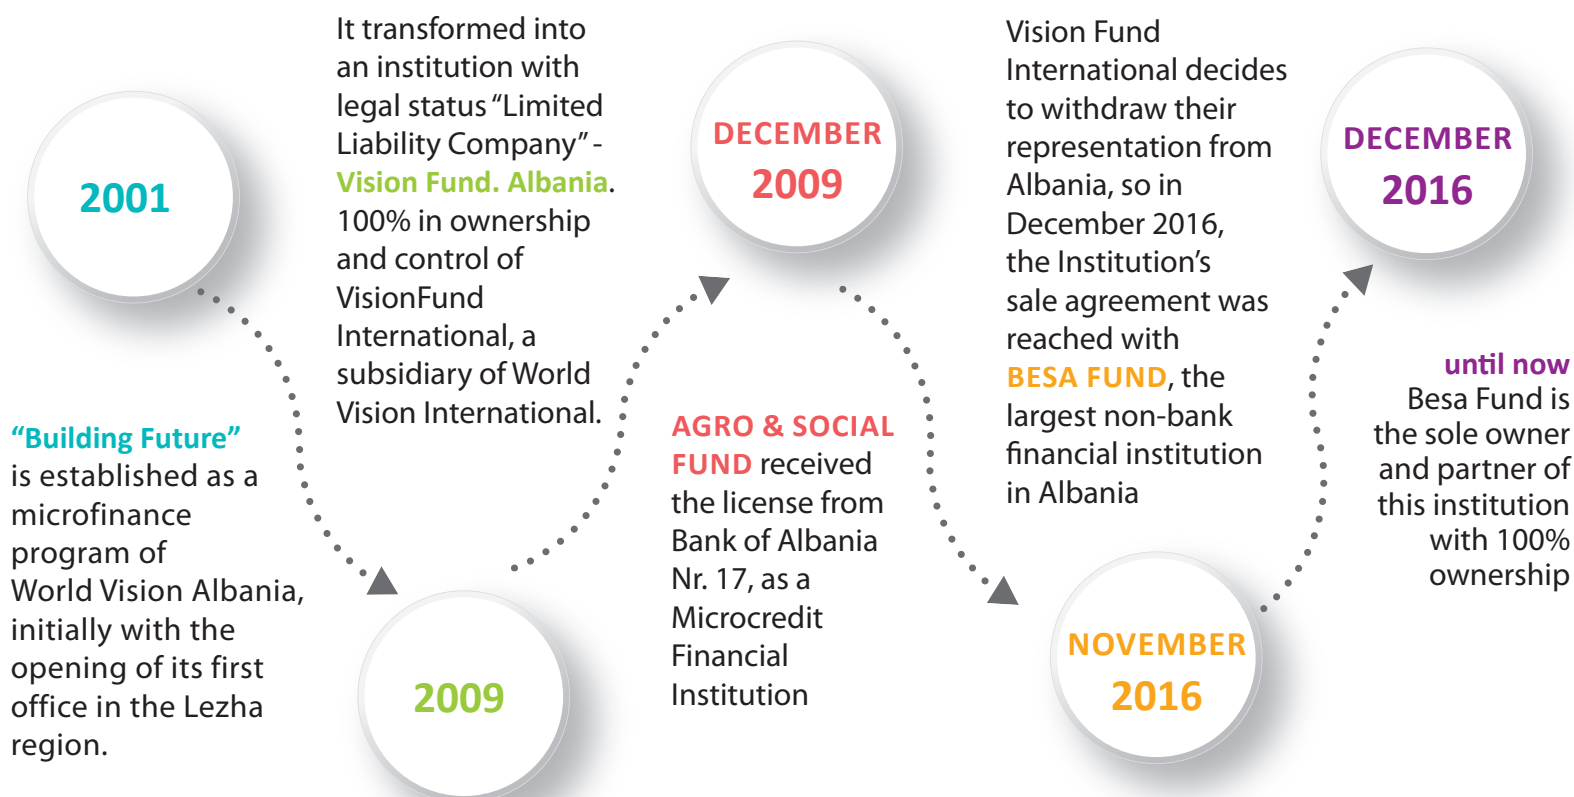 2001
“Building Future”
is established as a
microfinance
program of
World Vision Albania,
initially with the
opening of its first
office in the Lezha
region.
It transformed into
an institution with
legal status “Limited
Liability Company” -
Vision Fund. Albania.
100% in ownership
and control of
VisionFund
International, a
subsidiary of World
Vision International.
2009
DECEMBER
2009
AGRO & SOCIAL
FUND received
the license from
Bank of Albania
Nr. 17, as a
Microcredit
Financial
Institution
Vision Fund
International decides
to withdraw their
representation from
Albania, so in
December 2016,
the Institution’s
sale agreement was
reached with
BESA FUND, the
largest non-bank
financial institution
in Albania
NOVEMBER
2016
DECEMBER
2016
until now
Besa Fund is
the sole owner
and partner of
this institution
with 100%
ownership